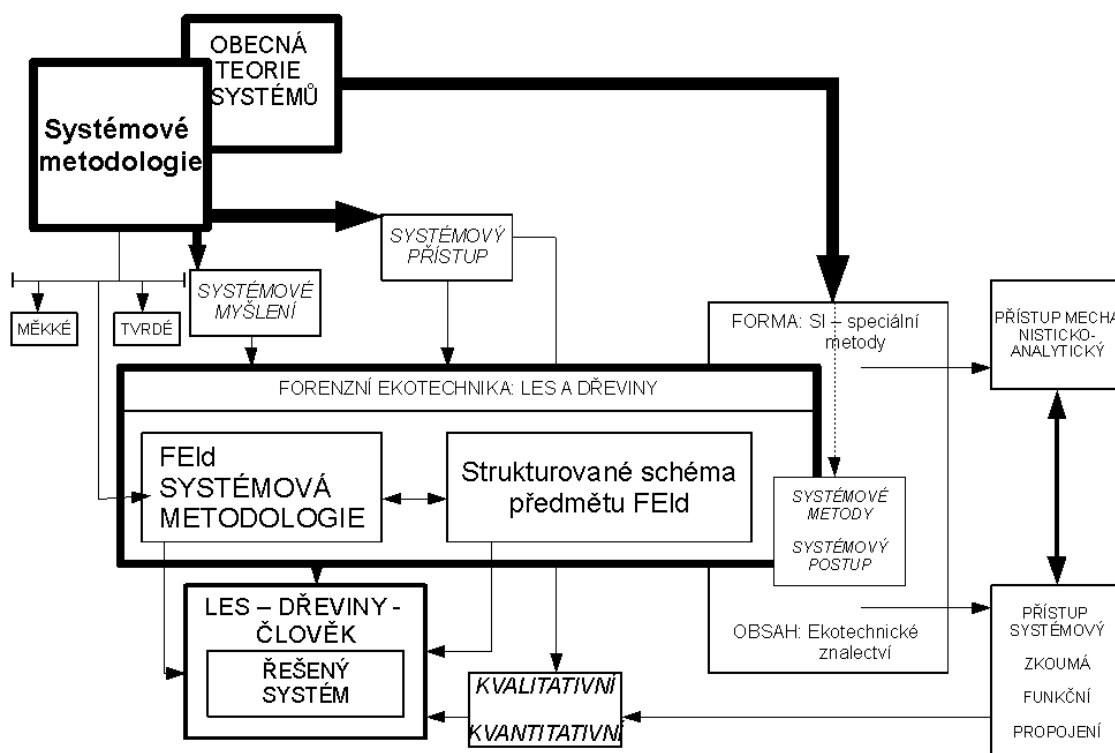 OBECNÁ
TEORIE
SYSTÉMŮ
Systémové
metodologie
SYSTÉMOVÝ
PŘÍSTUP
SYSTÉMOVÉ
MYŠLENÍ
MĚKKÉ
TVRDÉ
FORMA: SI – speciální
metody
PŘÍSTUP MECHA
NISTICKO-
ANALYTICKÝ
FORENZNÍ EKOTECHNIKA: LES A DŘEVINY
FEld
SYSTÉMOVÁ
METODOLOGIE
Strukturované schéma
předmětu FEld
SYSTÉMOVÉ
METODY
SYSTÉMOVÝ
POSTUP
LES – DŘEVINY -
ČLOVĚK
ŘEŠENÝ
SYSTÉM
OBSAH: Ekotechnické
znalectví
KVALITATIVNÍ
KVANTITATIVNÍ
PŘÍSTUP
SYSTÉMOVÝ
ZKOUMÁ
FUNKČNÍ
PROPOJENÍ